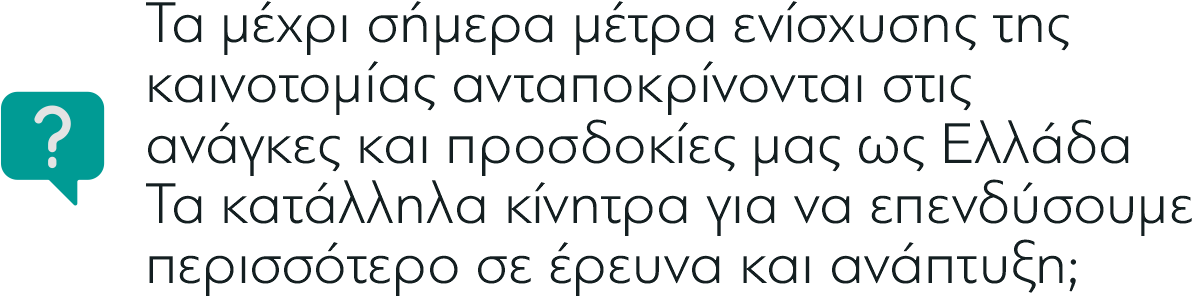 Τα μέχρι σήμερα μέτρα ενίσχυσης της
καινοτομίας ανταποκρίνονται στις
ανάγκες και προσδοκίες μας ως Ελλάδα
Τα κατάλληλα κίνητρα για να επενδύσουμε
περισσότερο σε έρευνα και ανάπτυξη;